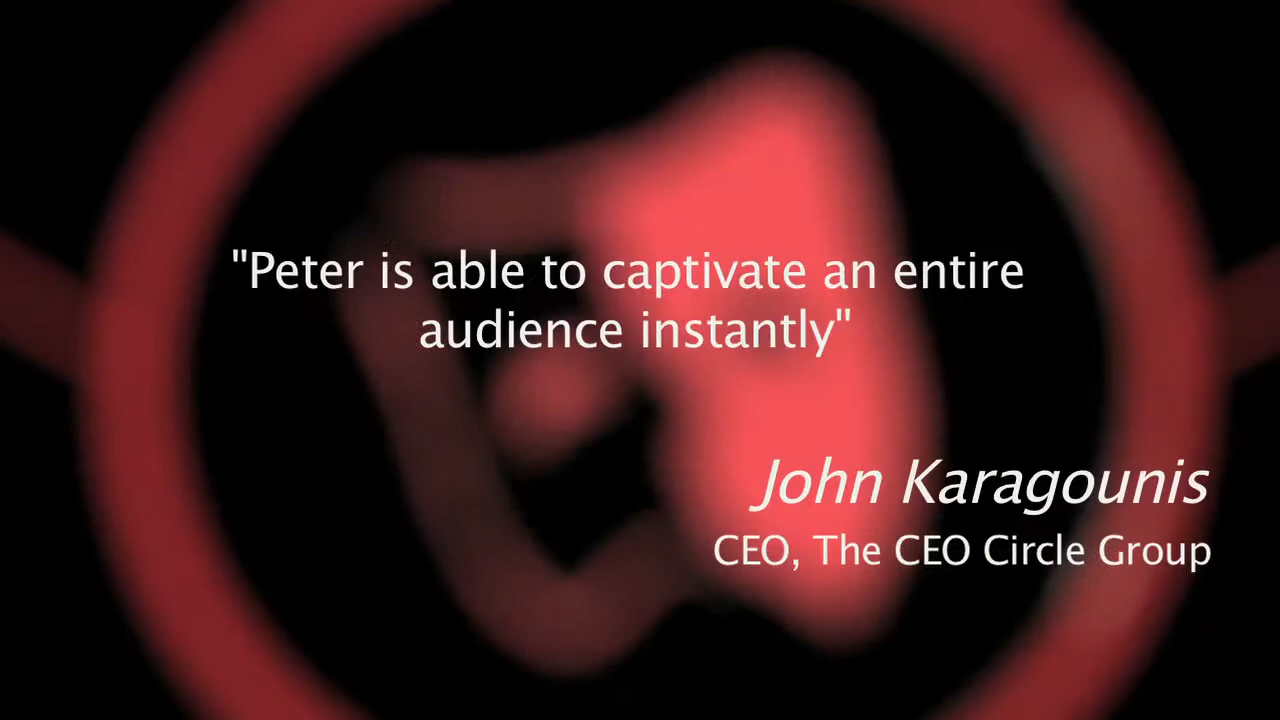 "Peter is able to captivate an entire
audience instantly"
John Karagounis
CEO, The CEO Circle Group